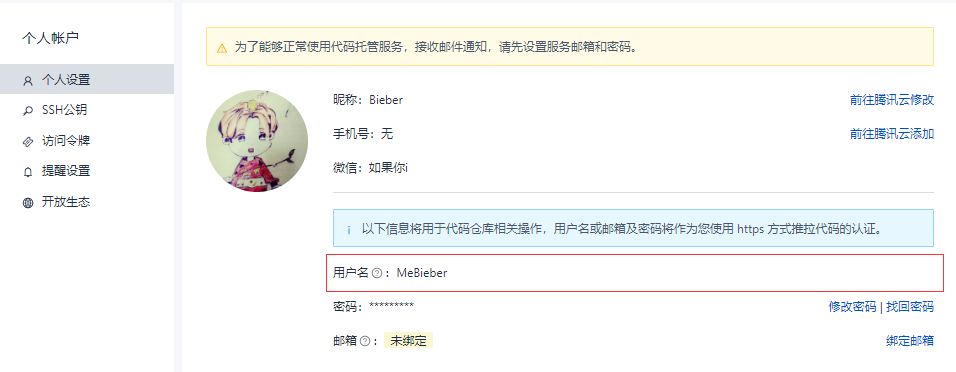 个人帐户
个人设置
SSH公钥
访问令牌
提醒设置
开放生态
为了能够正常使用代码托管服务，接收邮件通知，请先设置服务邮箱和密码。
昵称：Bieber 前往腾讯云修改
手机号：无 前往腾讯云添加
微信：如果你i
以下信息将用于代码仓库相关操作，用户名或邮箱及密码将作为您使用 https 方式推拉代码的认证。
用户名?：MeBieber
密码：********* 修改密码 | 找回密码
邮箱?：未绑定 绑定邮箱